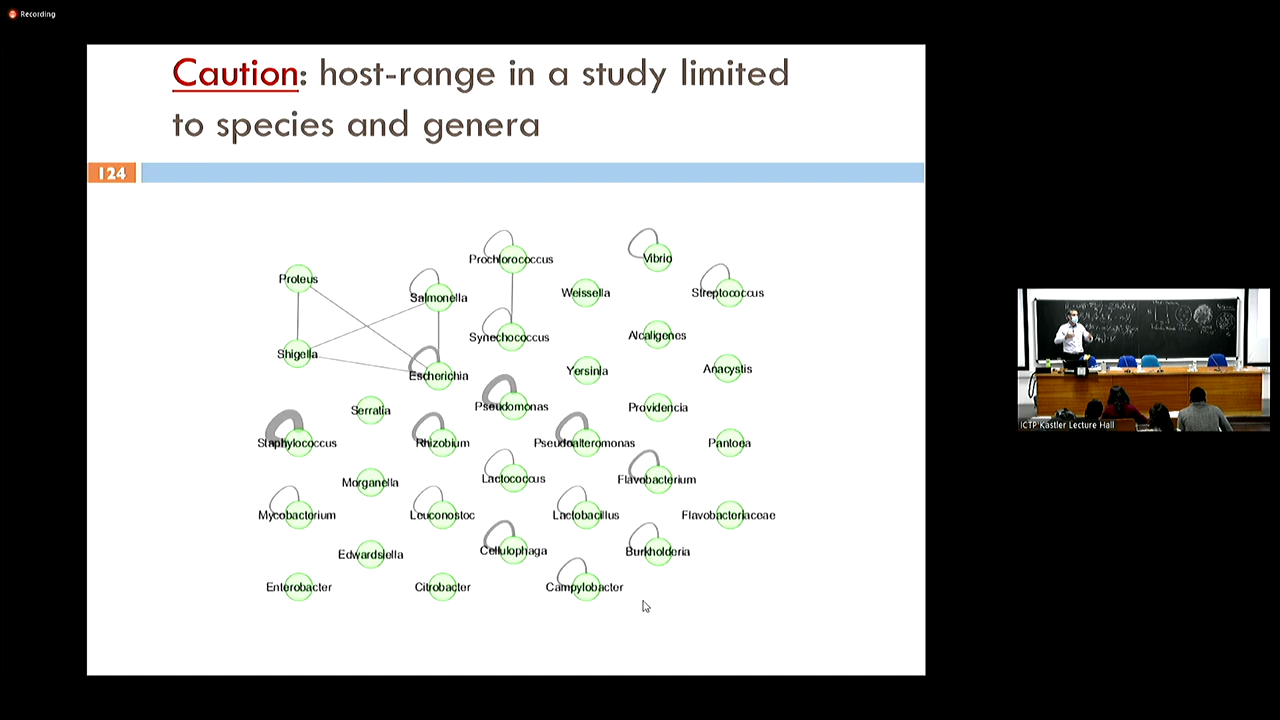 Recording
Caution: host-range in a study limited
to species and genera
124
Prochlorococcus
Vibrio
Proteus
Salmonella
Weissella
Streptococcus
Synechococcus
Alcaligenes
Shigella
Escherichia
Yersinia
Anacystis
Serratia
Pseudomonas
Providencia
Staphylococcus
Rhizobium
Pseudoalteromonas
Pantoea
Morganella
Lactococcus
Flavobacterium
Mycobacterium
Leuconostoc
Lactobacillus
Flavobacteriaceae
Edwardsiella
Cellulophaga
Burkholderia
Enterobacter
Citrobacter
Campylobacter
ICTP Kastler Lecture Hall